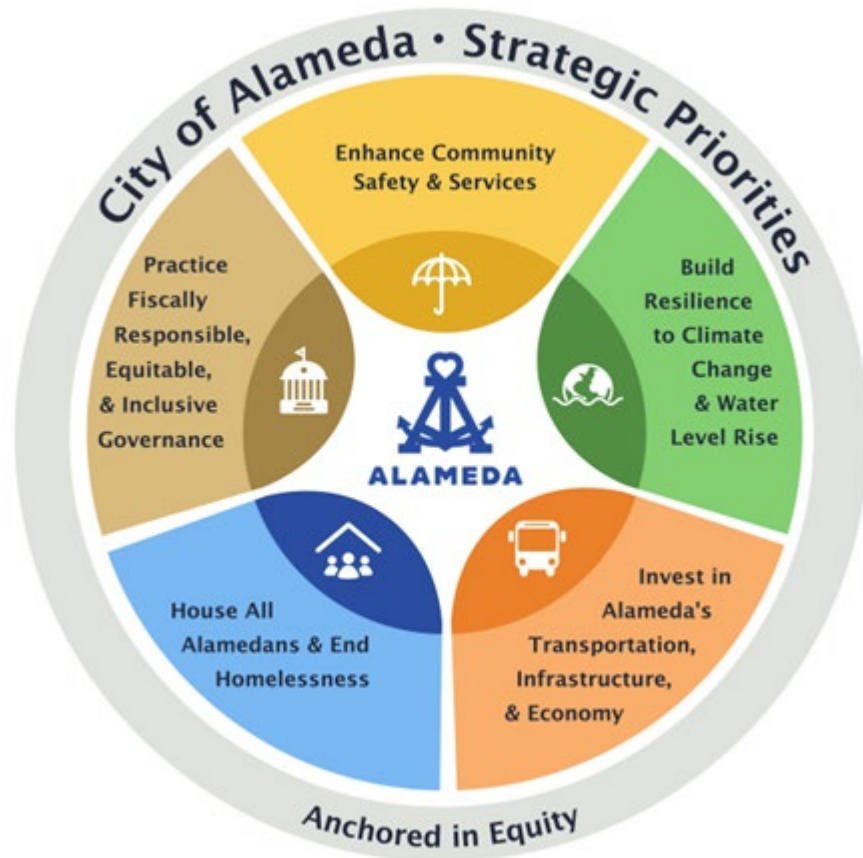 City of Alameda • Strategic Priorities
Enhance Community
Safety & Services
Build
Resilience
to Climate
Change
& Water
Level Rise
Invest in
Alameda's
Transportation,
Infrastructure,
& Economy
House All
Alamedans & End
Homelessness
Practice
Fiscally
Responsible,
Equitable,
& Inclusive
Governance
ALAMEDA
Anchored in Equity